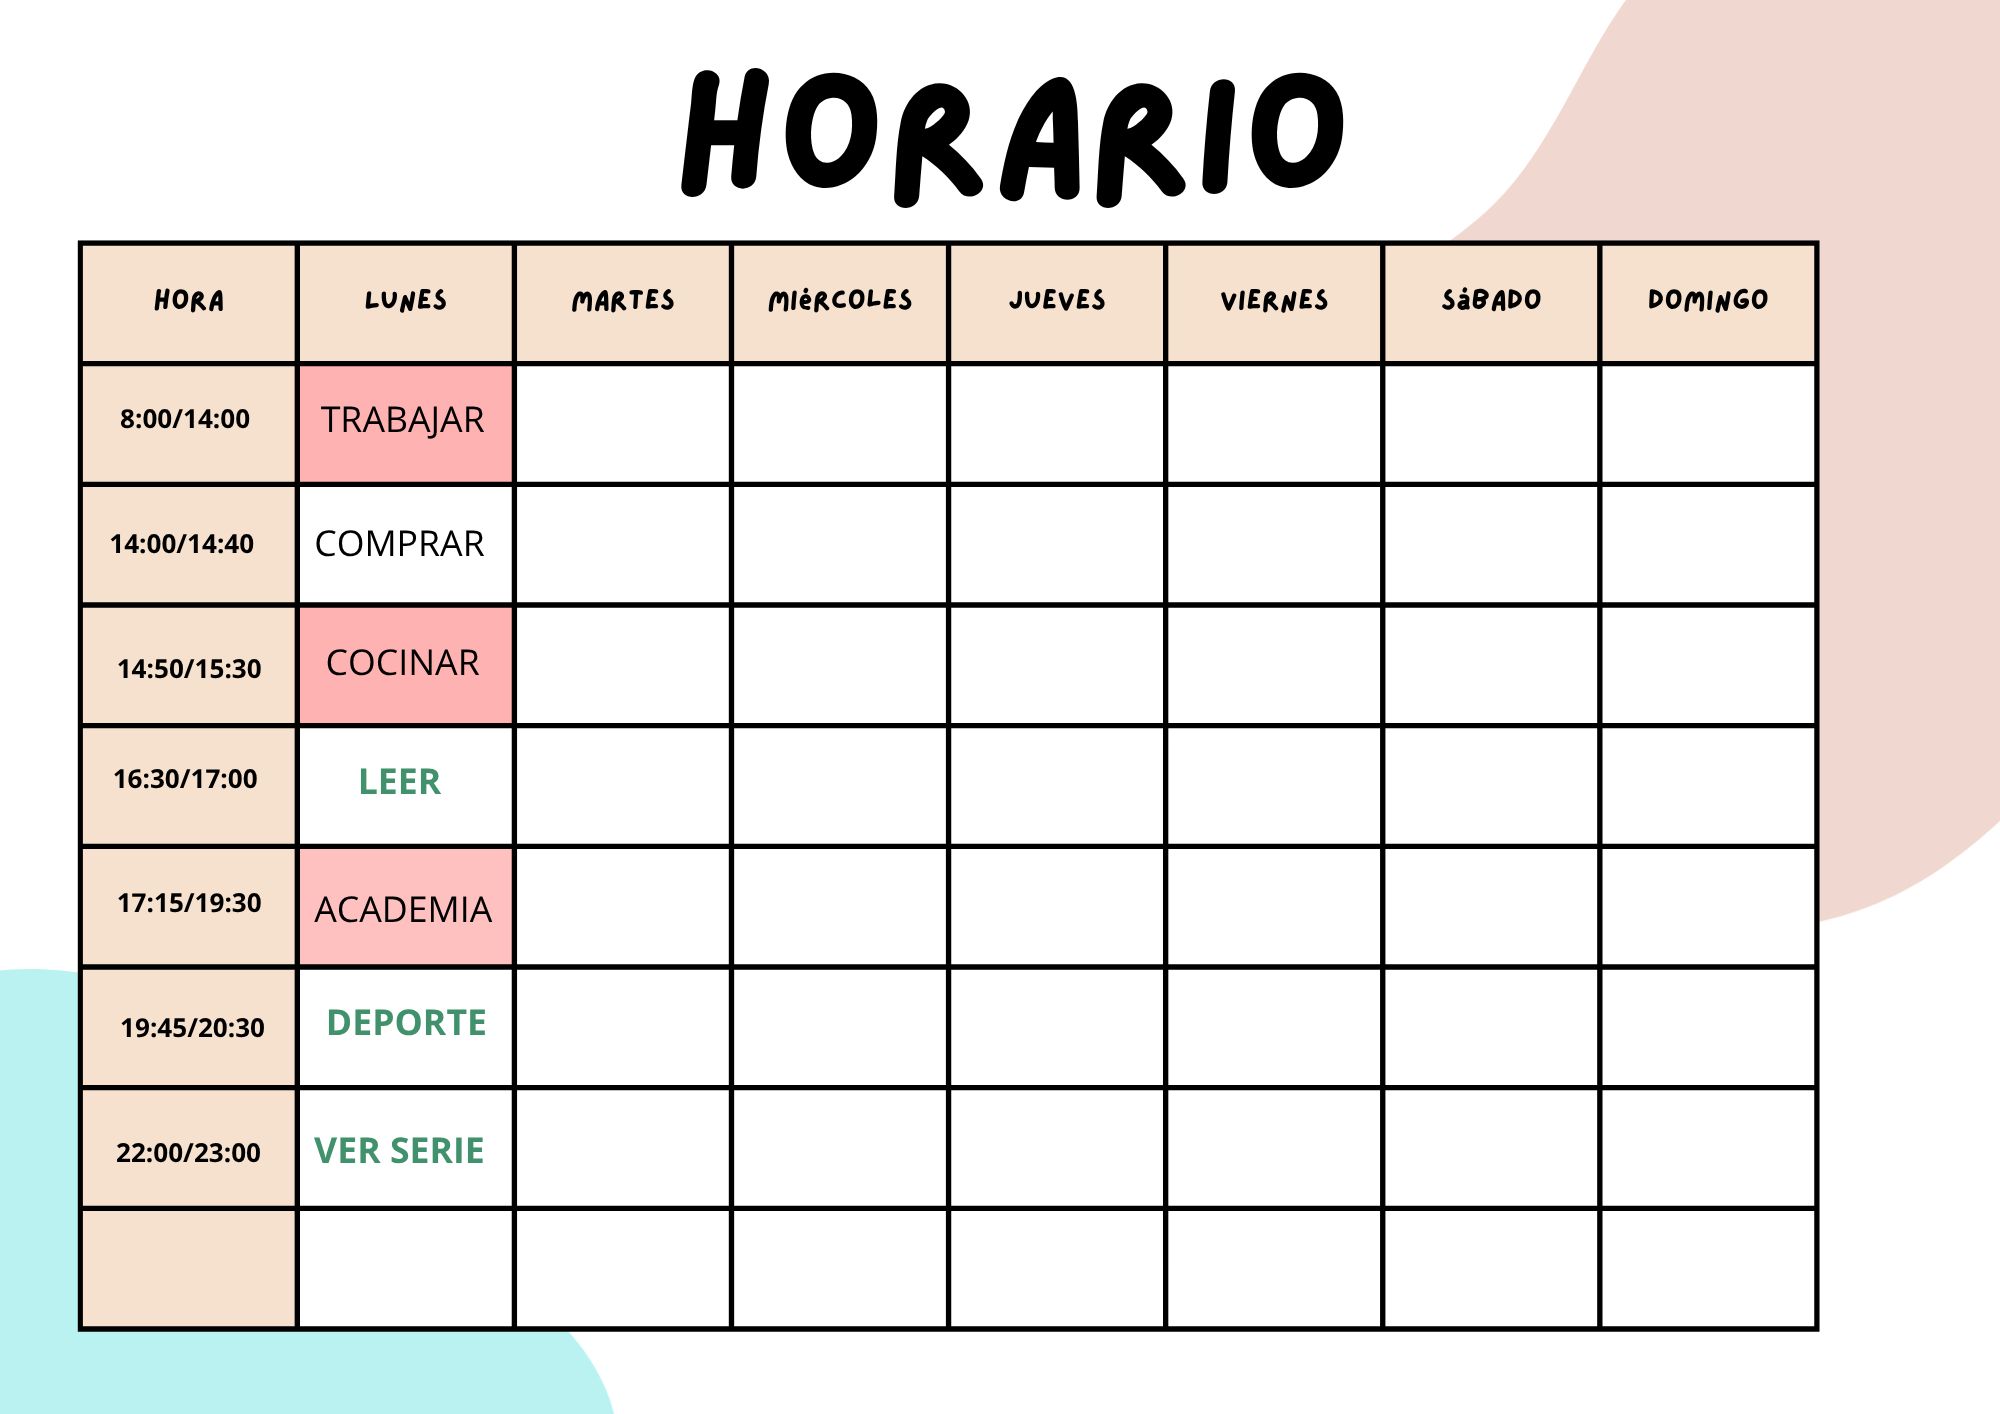 HORARIO
HORA LUNES MARTES MIéRCOLES JUEVES VIERNES SáBADO DOMINGO
8:00/14:00 TRABAJAR
14:00/14:40 COMPRAR
14:50/15:30 COCINAR
16:30/17:00 LEER
17:15/19:30 ACADEMIA
19:45/20:30 DEPORTE
22:00/23:00 VER SERIE